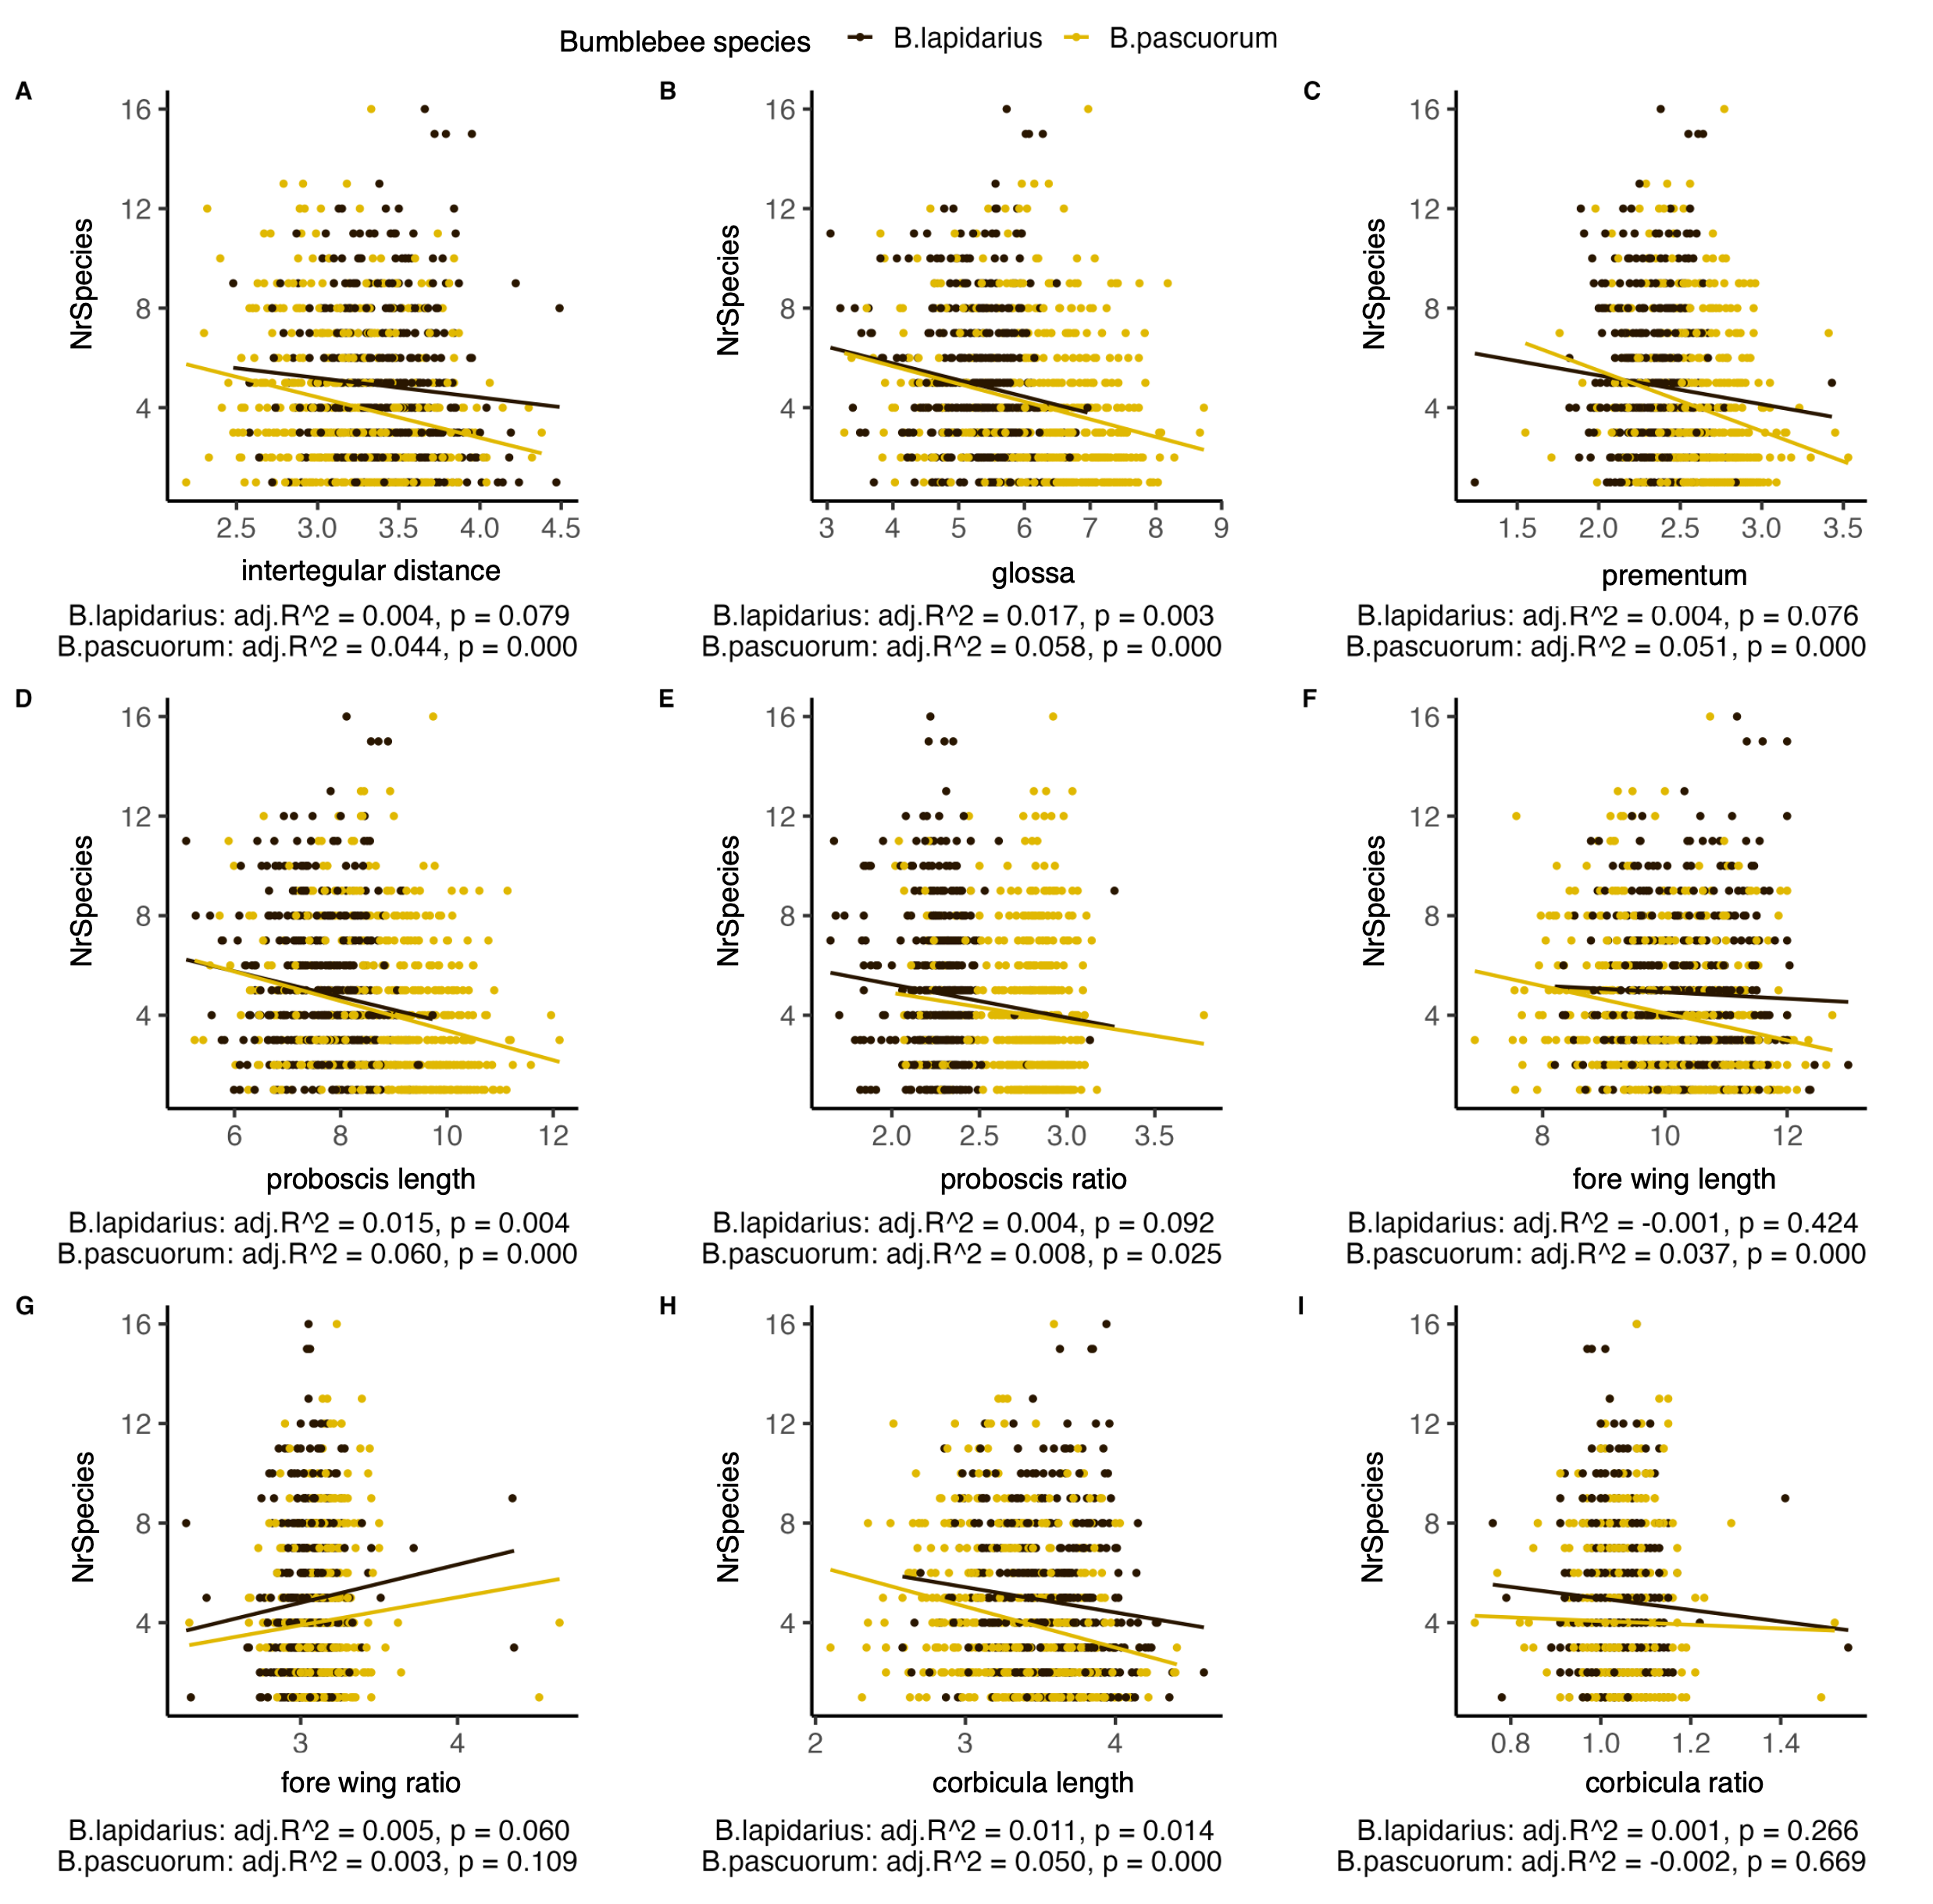 Bumblebee species B.lapidarius B.pascuorum
A B C
16 16 16
12 12 12
8 8 8
4 4 4
NrSpecies NrSpecies NrSpecies
2.5 3.0 3.5 4.0 4.5 3 4 5 6 7 8 9 1.5 2.0 2.5 3.0 3.5
intertegular distance glossa prementum
B.lapidarius: adj.R^2 = 0.004, p = 0.079 B.lapidarius: adj.R^2 = 0.017, p = 0.003 B.lapidarius: adj.R^2 = 0.004, p = 0.076
B.pascuorum: adj.R^2 = 0.044, p = 0.000 B.pascuorum: adj.R^2 = 0.058, p = 0.000 B.pascuorum: adj.R^2 = 0.051, p = 0.000
D E F
16 16 16
12 12 12
8 8 8
4 4 4
NrSpecies NrSpecies NrSpecies
6 8 10 12 2.0 2.5 3.0 3.5 8 10 12
proboscis length proboscis ratio fore wing length
B.lapidarius: adj.R^2 = 0.015, p = 0.004 B.lapidarius: adj.R^2 = 0.004, p = 0.092 B.lapidarius: adj.R^2 = -0.001, p = 0.424
B.pascuorum: adj.R^2 = 0.060, p = 0.000 B.pascuorum: adj.R^2 = 0.008, p = 0.025 B.pascuorum: adj.R^2 = 0.037, p = 0.000
G H I
16 16 16
12 12 12
8 8 8
4 4 4
NrSpecies NrSpecies NrSpecies
3 4 2 3 4 0.8 1.0 1.2 1.4
fore wing ratio corbicula length corbicula ratio
B.lapidarius: adj.R^2 = 0.005, p = 0.060 B.lapidarius: adj.R^2 = 0.011, p = 0.014 B.lapidarius: adj.R^2 = 0.001, p = 0.266
B.pascuorum: adj.R^2 = 0.003, p = 0.109 B.pascuorum: adj.R^2 = 0.050, p = 0.000 B.pascuorum: adj.R^2 = -0.002, p = 0.669